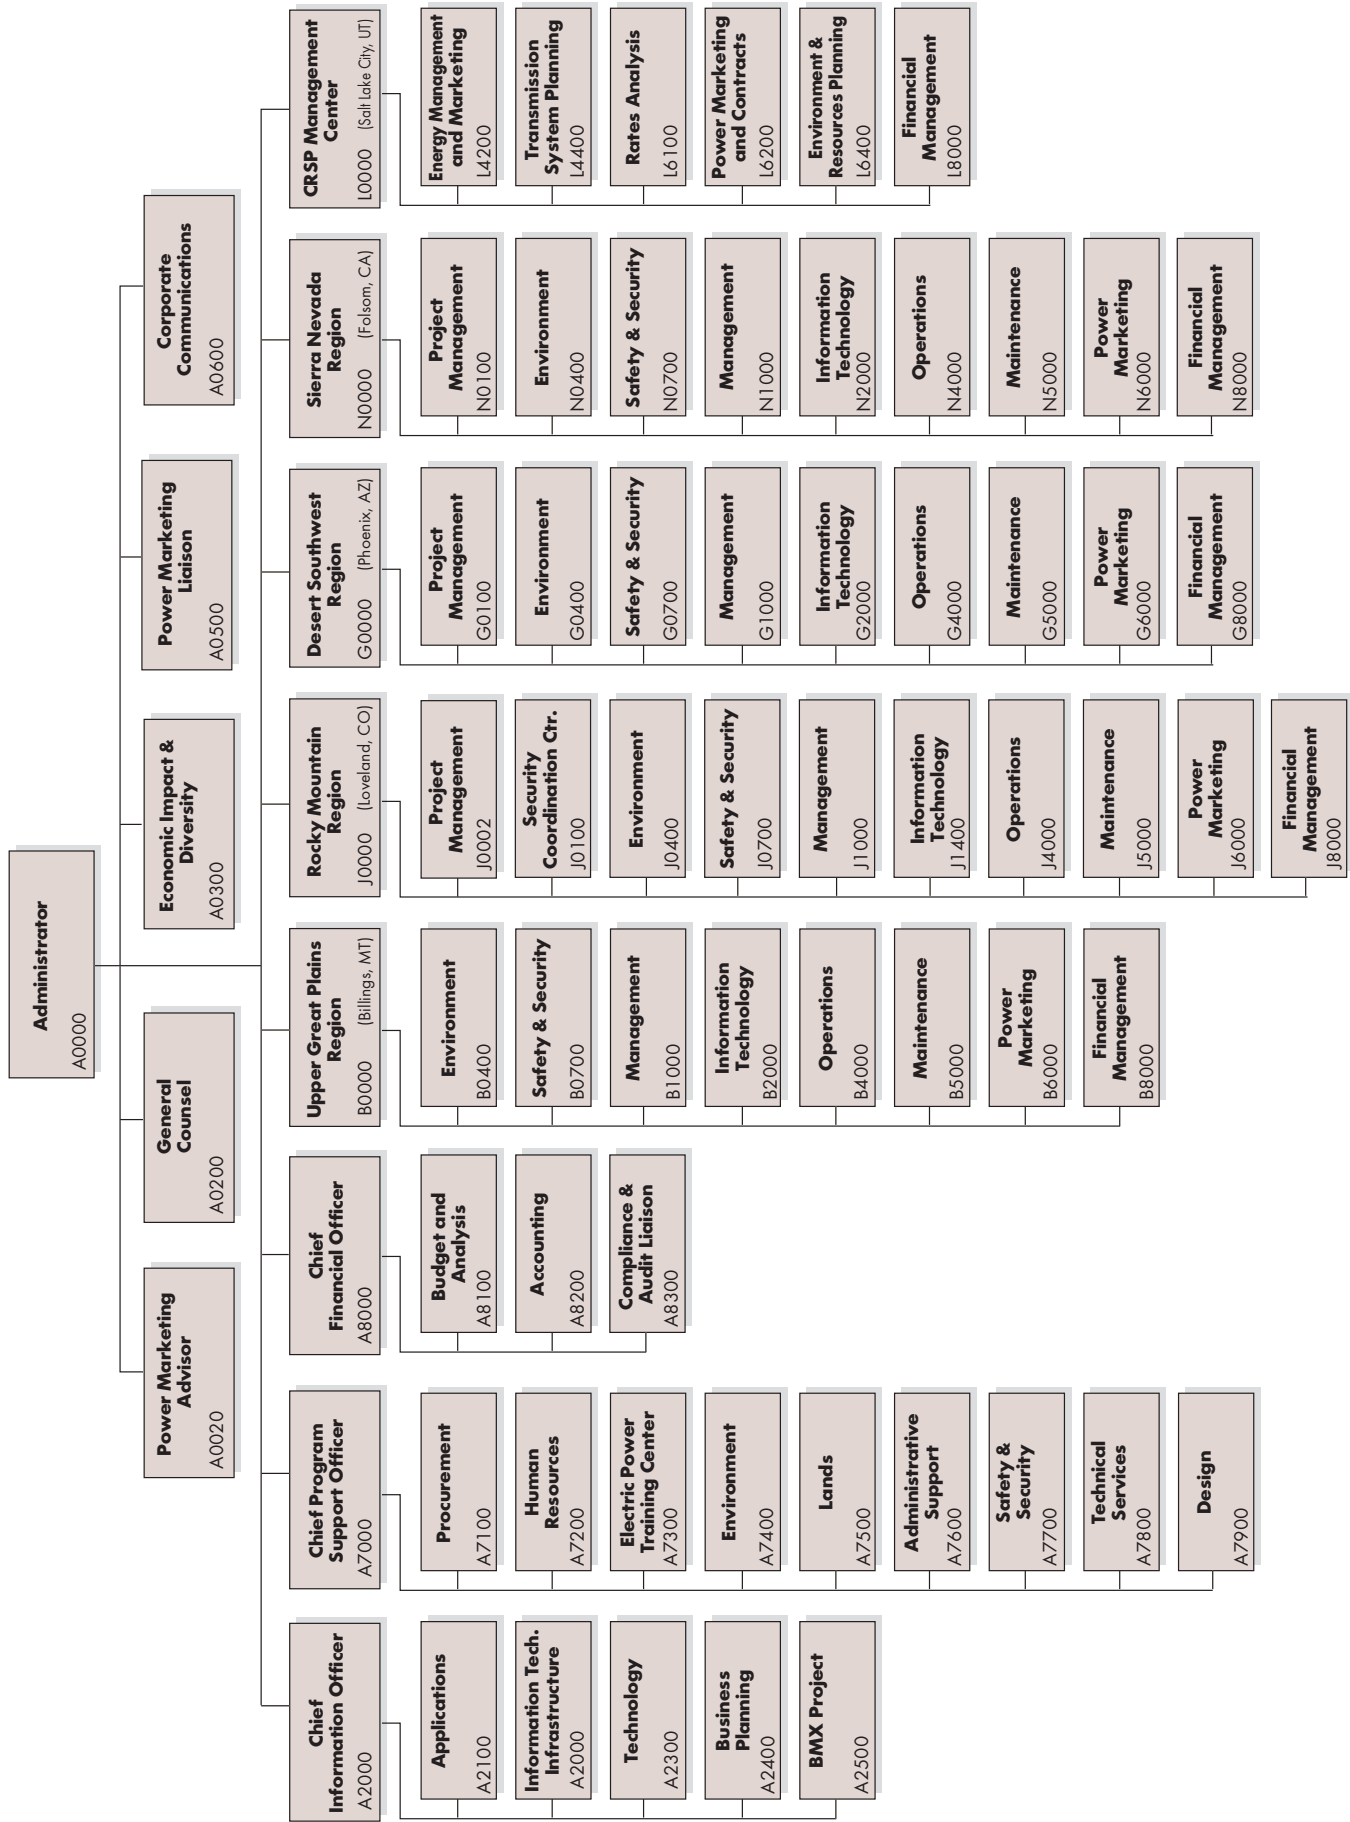 Administrator
A0000
Power Marketing
Advisor
A0020
General
Counsel
A0200
Economic Impact &
Diversity
A0300
Power Marketing
Liaison
A0500
Corporate
Communications
A0600
Chief
Information Officer
A2000
Applications
A2100
Information Tech.
Infrastructure
A2000
Technology
A2300
Business
Planning
A2400
BMX Project
A2500
Chief Program
Support Officer
A7000
Procurement
A7100
Human
Resources
A7200
Electric Power
Training Center
A7300
Environment
A7400
Lands
A7500
Administrative
Support
A7600
Safety &
Security
A7700
Technical
Services
A7800
Design
A7900
Chief
Financial Officer
A8000
Budget and
Analysis
A8100
Accounting
A8200
Compliance &
Audit Liaison
A8300
Upper Great Plains
Region
B0000 (Billings, MT)
Environment
B0400
Safety & Security
B0700
Management
B1000
Information
Technology
B2000
Operations
B4000
Maintenance
B5000
Power
Marketing
B6000
Financial
Management
B8000
Rocky Mountain
Region
J0000 (Loveland, CO)
Project
Management
J0002
Security
Coordination Ctr.
J0100
Environment
J0400
Safety & Security
J0700
Management
J1000
Information
Technology
J1400
Operations
J4000
Maintenance
J5000
Power
Marketing
J6000
Financial
Management
J8000
Desert Southwest
Region
G0000 (Phoenix, AZ)
Project
Management
G0100
Environment
G0400
Safety & Security
G0700
Management
G1000
Information
Technology
G2000
Operations
G4000
Maintenance
G5000
Power
Marketing
G6000
Financial
Management
G8000
Sierra Nevada
Region
N0000 (Folsom, CA)
Project
Management
N0100
Environment
N0400
Safety & Security
N0700
Management
N1000
Information
Technology
N2000
Operations
N4000
Maintenance
N5000
Power
Marketing
N6000
Financial
Management
N8000
CRSP Management
Center
L0000 (Salt Lake City, UT)
Energy Management
and Marketing
L4200
Transmission
System Planning
L4400
Rates Analysis
L6100
Power Marketing
and Contracts
L6200
Environment &
Resources Planning
L6400
Financial
Management
L8000